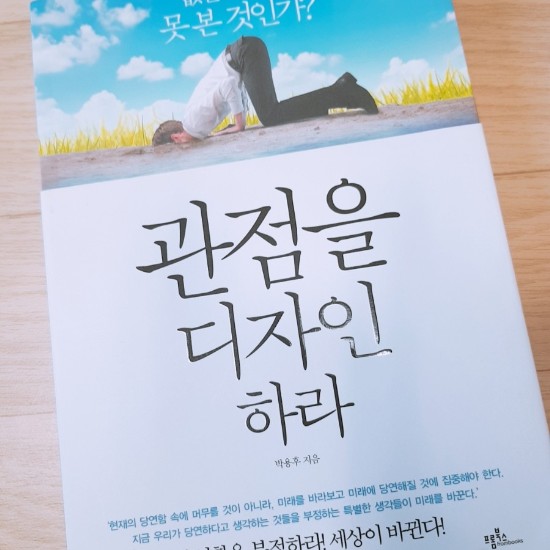 못 본 것인가?
관점을
디자인
하라
박용후 지음
'현재의 당연함 속에 머무를 것이 아니라, 미래를 바라보고 미래에 당연해질 것에 집중해야 한다.
지금 우리가 당연하다고 생각하는 것들을 부정하는 특별한 생각들이 미래를 바꾼다.'
부정하라! 세상이 바뀐다!
프롬북스
frombooks